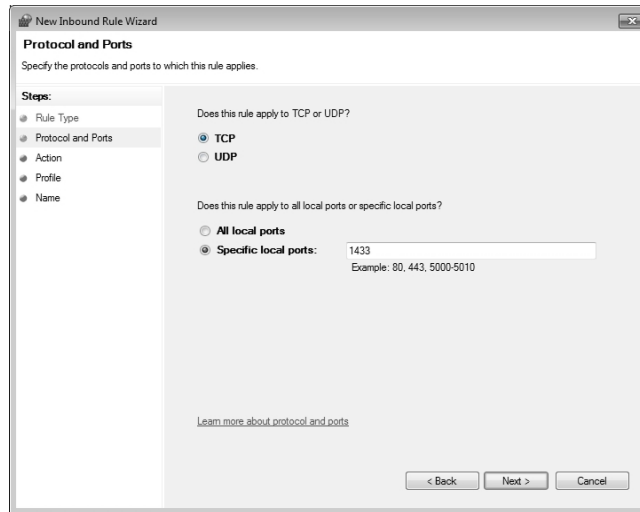 New Inbound Rule Wizard
Protocol and Ports
Specify the protocols and ports to which this rule applies.
Steps:
Rule Type
Protocol and Ports
Action
Profile
Name
Does this rule apply to TCP or UDP?
TCP
UDP
Does this rule apply to all local ports or specific local ports?
All local ports
Specific local ports:
1433
Example: 80, 443, 5000-5010
Learn more about protocol and ports
< Back
Next >
Cancel